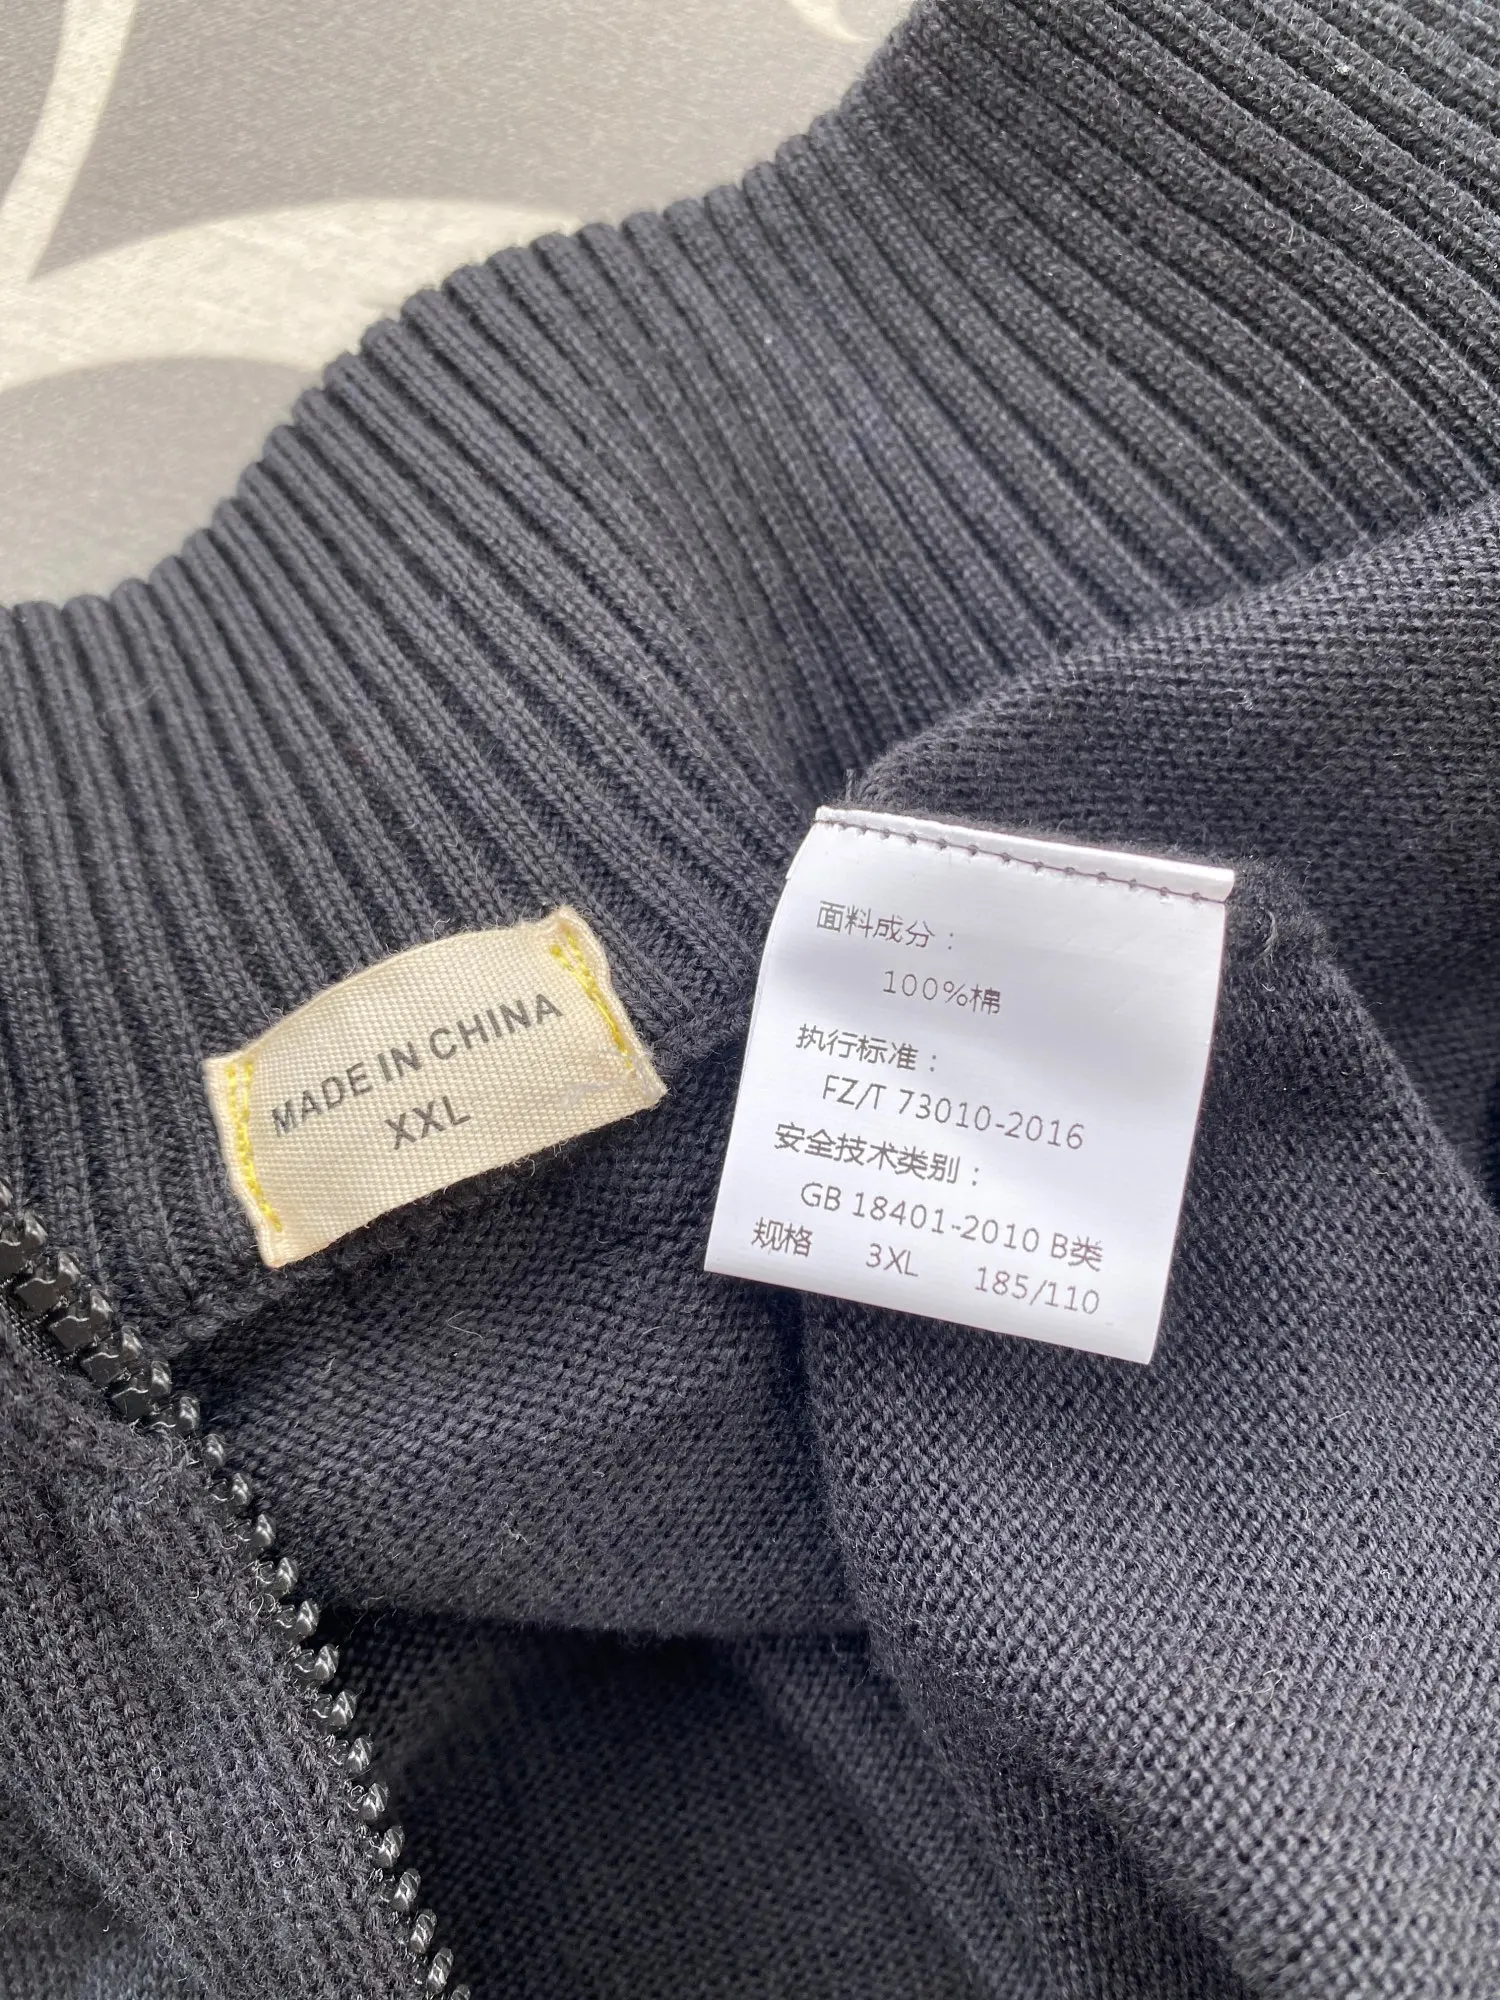 MADE IN CHINA
XXL
面料成分：
100%棉
执行标准：
FZ/T 73010-2016
安全技术类别：
GB 18401-2010 B类
规格 3XL 185/110